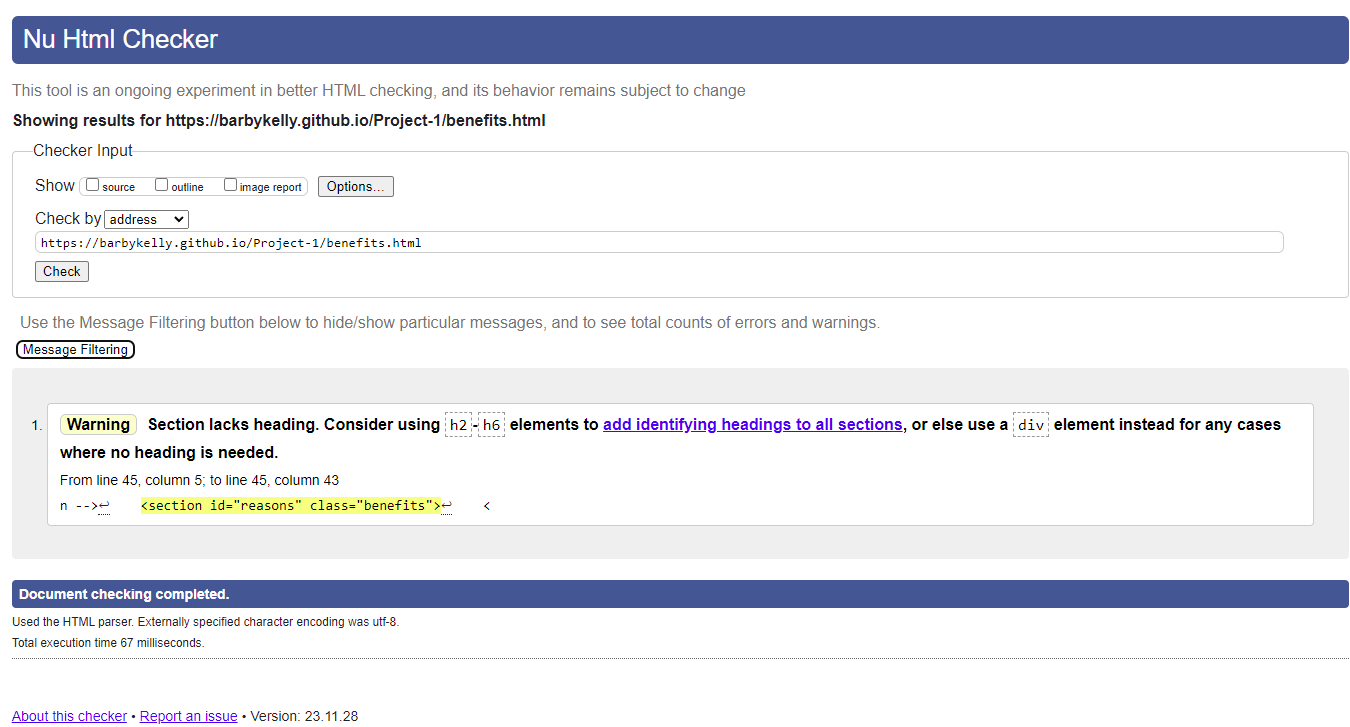 Nu Html Checker
This tool is an ongoing experiment in better HTML checking, and its behavior remains subject to change
Showing results for https://barbykelly.github.io/Project-1/benefits.html
Checker Input
Show source outline image report Options...
Check by address
https://barbykelly.github.io/Project-1/benefits.html
Check
Use the Message Filtering button below to hide/show particular messages, and to see total counts of errors and warnings.
Message Filtering
1. Warning Section lacks heading. Consider using h2-h6 elements to add identifying headings to all sections, or else use a div element instead for any cases
where no heading is needed.
From line 45, column 5; to line 45, column 43
n -->↩ <section id="reasons" class="benefits">↩ <
Document checking completed.
Used the HTML parser. Externally specified character encoding was utf-8.
Total execution time 67 milliseconds.
About this checker • Report an issue • Version: 23.11.28